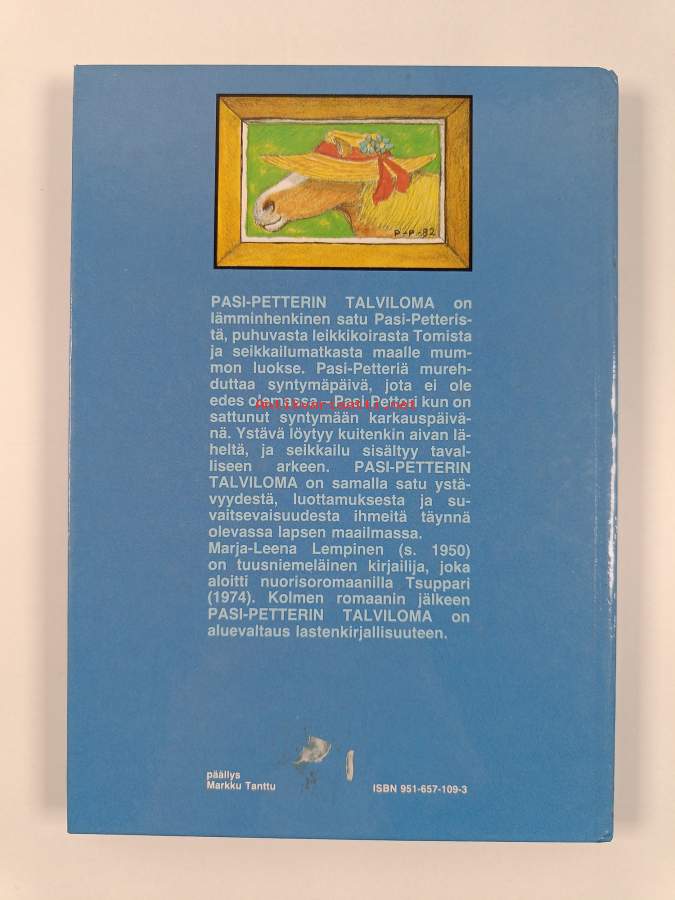 P-P-82
PASI-PETTERIN TALVILOMA on
lämminhenkinen satu Pasi-Petteris-
tä, puhuvasta leikkikoirasta Tomista
ja seikkailumatkasta maalle mum-
mon luokse. Pasi-Petteriä mureh-
duttaa syntymäpäivä, jota ei ole
edes olemassa – Pasi-Petteri kun on
sattunut syntymään karkauspäivä-
nä. Ystävä löytyy kuitenkin aivan lä-
heltä, ja seikkailu sisältyy taval-
liseen arkeen. PASI-PETTERIN
TALVILOMA on samalla satu ystä-
vyydestä, luottamuksesta ja su-
vaitsevaisuudesta ihmeitä täynnä
olevassa lapsen maailmassa.
Marja-Leena Lempinen (s. 1950)
on tuusniemeläinen kirjailija, joka
aloitti nuorisoromaanilla Tsuppari
(1974). Kolmen romaanin jälkeen
PASI-PETTERIN TALVILOMA on
aluevaltaus lastenkirjallisuuteen.
päällys
Markku Tanttu
ISBN 951-657-109-3